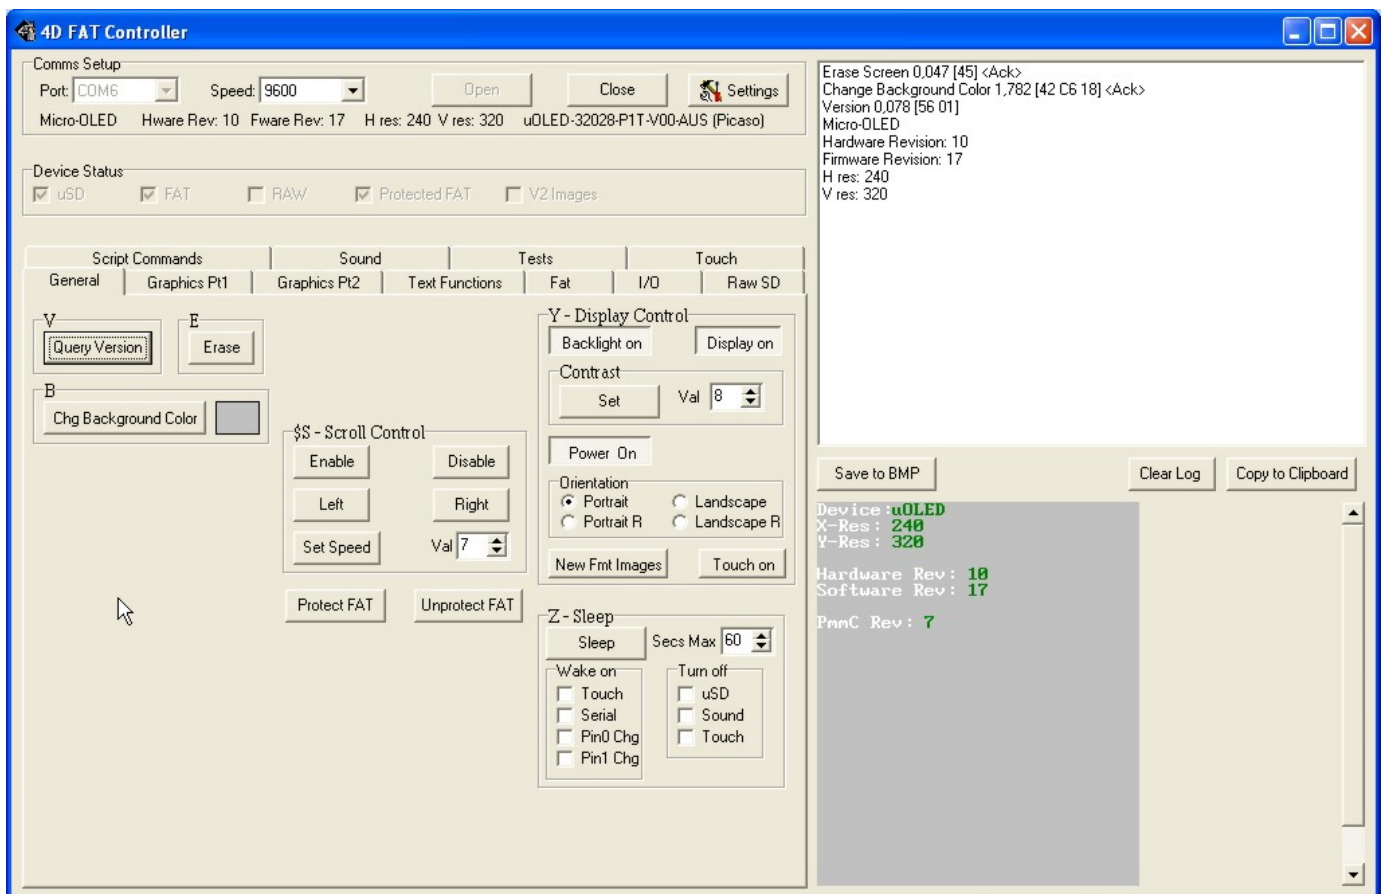 4D FAT Controller
Comms Setup
Port: COM6 Speed: 9600 Open Close Settings
Micro-OLED Hware Rev: 10 Fware Rev: 17 H res: 240 V res: 320 uOLED-32028-P1T-V00-AUS (Picaso)
Device Status
uSD FAT RAW Protected FAT V2 Images
Script Commands Sound Tests Touch
General Graphics Pt1 Graphics Pt2 Text Functions Fat I/O Raw SD
V
Query Version
E
Erase
B
Chg Background Color
$S - Scroll Control
Enable Disable
Left Right
Set Speed Val 7
Protect FAT Unprotect FAT
Y - Display Control
Backlight on Display on
Contrast
Set Val 8
Power On
Orientation
Portrait Landscape
Portrait R Landscape R
New Fmt Images Touch on
Z - Sleep
Sleep Secs Max 60
Wake on
Touch
Serial
Pin0 Chg
Pin1 Chg
Turn off
uSD
Sound
Touch
Erase Screen 0,047 [45] <Ack>
Change Background Color 1,782 [42 C6 18] <Ack>
Version 0,078 [56 01]
Micro-OLED
Hardware Revision: 10
Firmware Revision: 17
H res: 240
V res: 320
Save to BMP Clear Log Copy to Clipboard
Device:uOLED
X-Res: 240
Y-Res: 320
Hardware Rev: 10
Software Rev: 17
PmmC Rev: 7